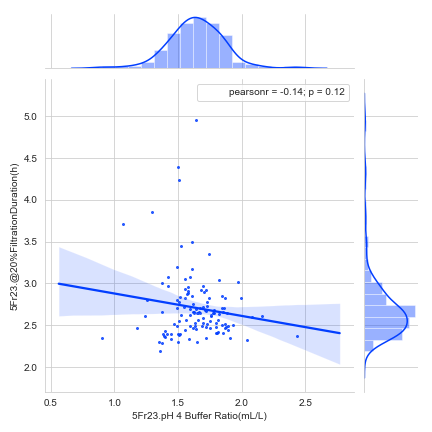 pearsonr = -0.14; p = 0.12
5Fr23.@20%FiltrationDuration(h)
5.0
4.5
4.0
3.5
3.0
2.5
2.0
0.5 1.0 1.5 2.0 2.5
5Fr23.pH 4 Buffer Ratio(mL/L)